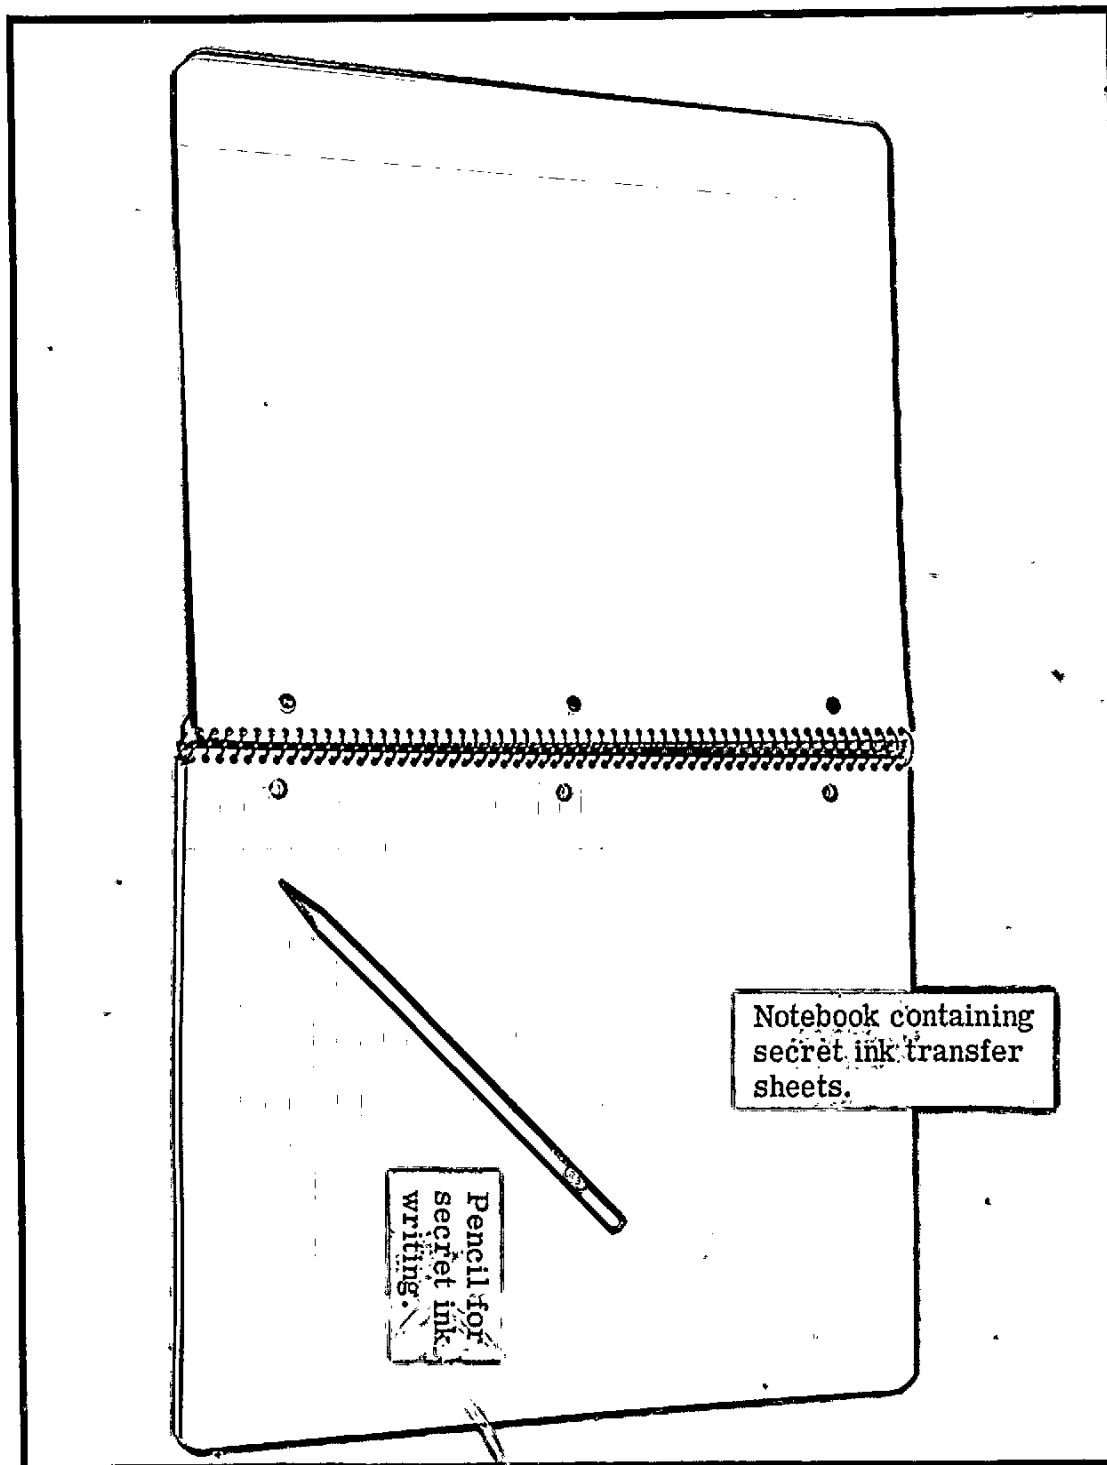 Notebook containing
secret ink transfer
sheets.
Pencil for
secret ink
writing.